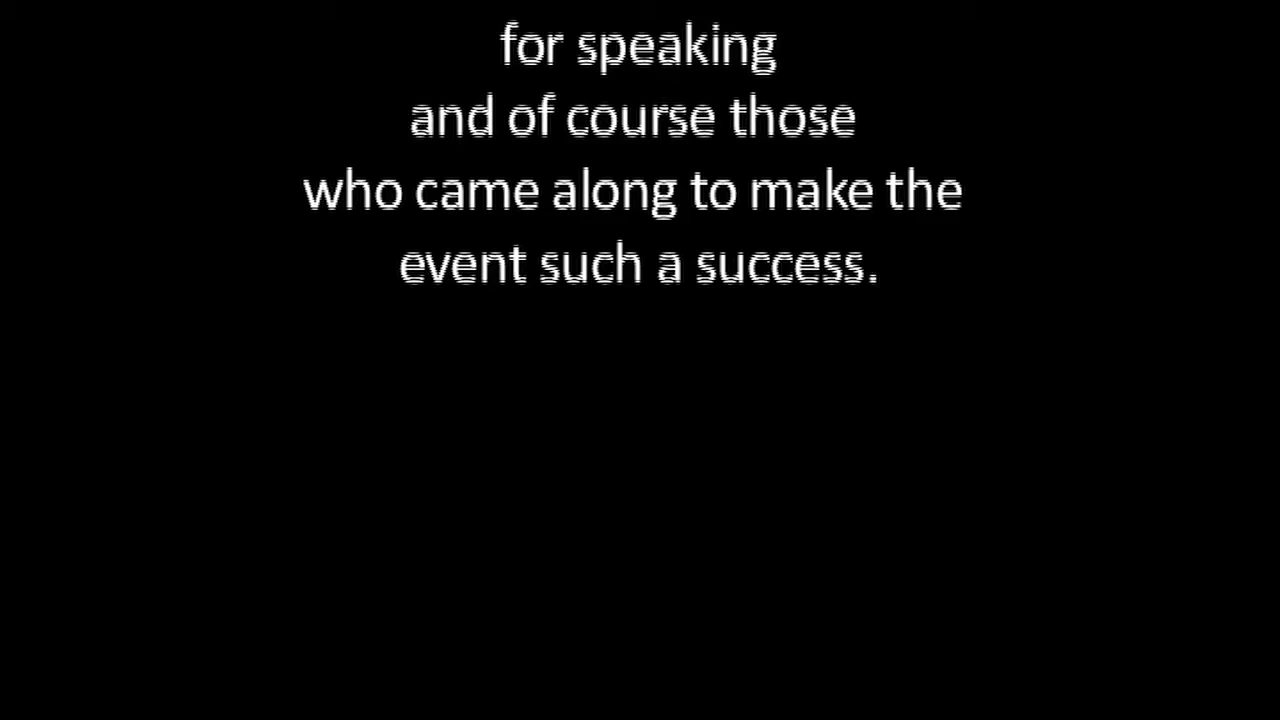 for speaking
and of course those
who came along to make the
event such a success.